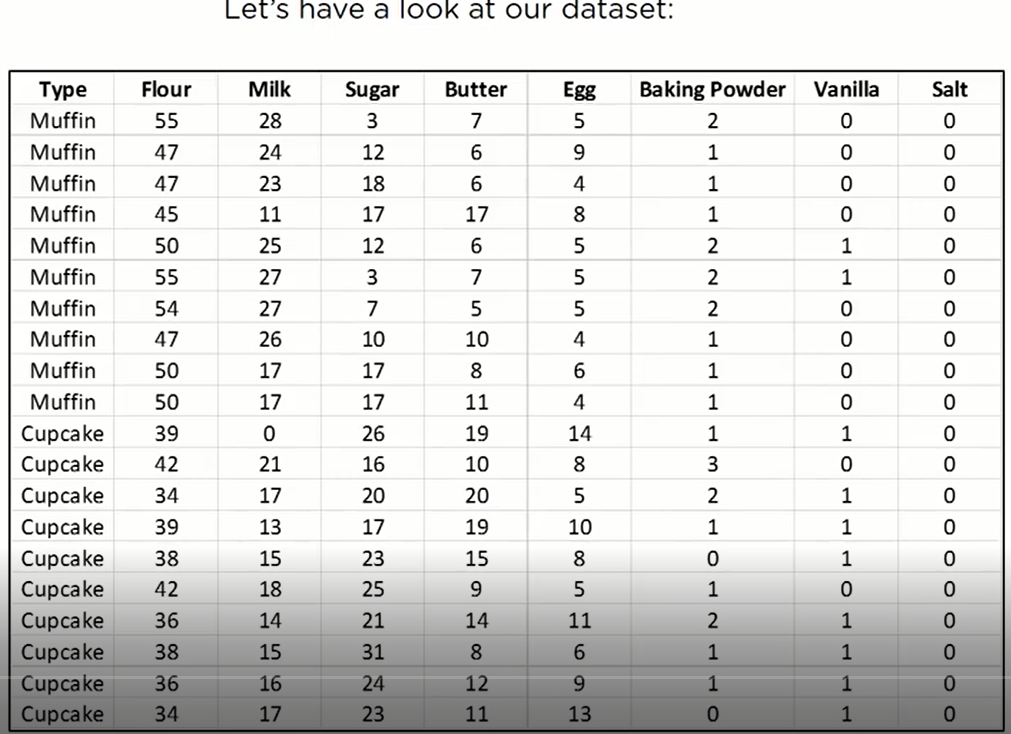 Let's have a look at our dataset:
Type Flour Milk Sugar Butter Egg Baking Powder Vanilla Salt
Muffin 55 28 3 7 5 2 0 0
Muffin 47 24 12 6 9 1 0 0
Muffin 47 23 18 6 4 1 0 0
Muffin 45 11 17 17 8 1 0 0
Muffin 50 25 12 6 5 2 1 0
Muffin 55 27 3 7 5 2 1 0
Muffin 54 27 7 5 5 2 0 0
Muffin 47 26 10 10 4 1 0 0
Muffin 50 17 17 8 6 1 0 0
Muffin 50 17 17 11 4 1 0 0
Cupcake 39 0 26 19 14 1 1 0
Cupcake 42 21 16 10 8 3 0 0
Cupcake 34 17 20 20 5 2 1 0
Cupcake 39 13 17 19 10 1 1 0
Cupcake 38 15 23 15 8 0 1 0
Cupcake 42 18 25 9 5 1 0 0
Cupcake 36 14 21 14 11 2 1 0
Cupcake 38 15 31 8 6 1 1 0
Cupcake 36 16 24 12 9 1 1 0
Cupcake 34 17 23 11 13 0 1 0